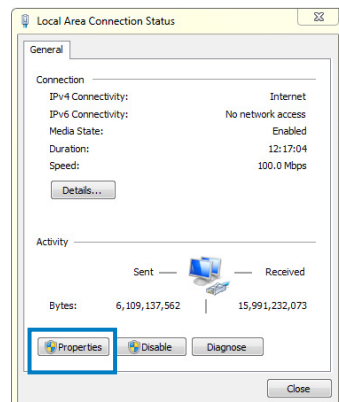 Local Area Connection Status
General
Connection
IPv4 Connectivity: Internet
IPv6 Connectivity: No network access
Media State: Enabled
Duration: 12:17:04
Speed: 100.0 Mbps
Details...
Activity
Sent Received
Bytes: 6,109,137,562 15,991,232,073
Properties Disable Diagnose
Close